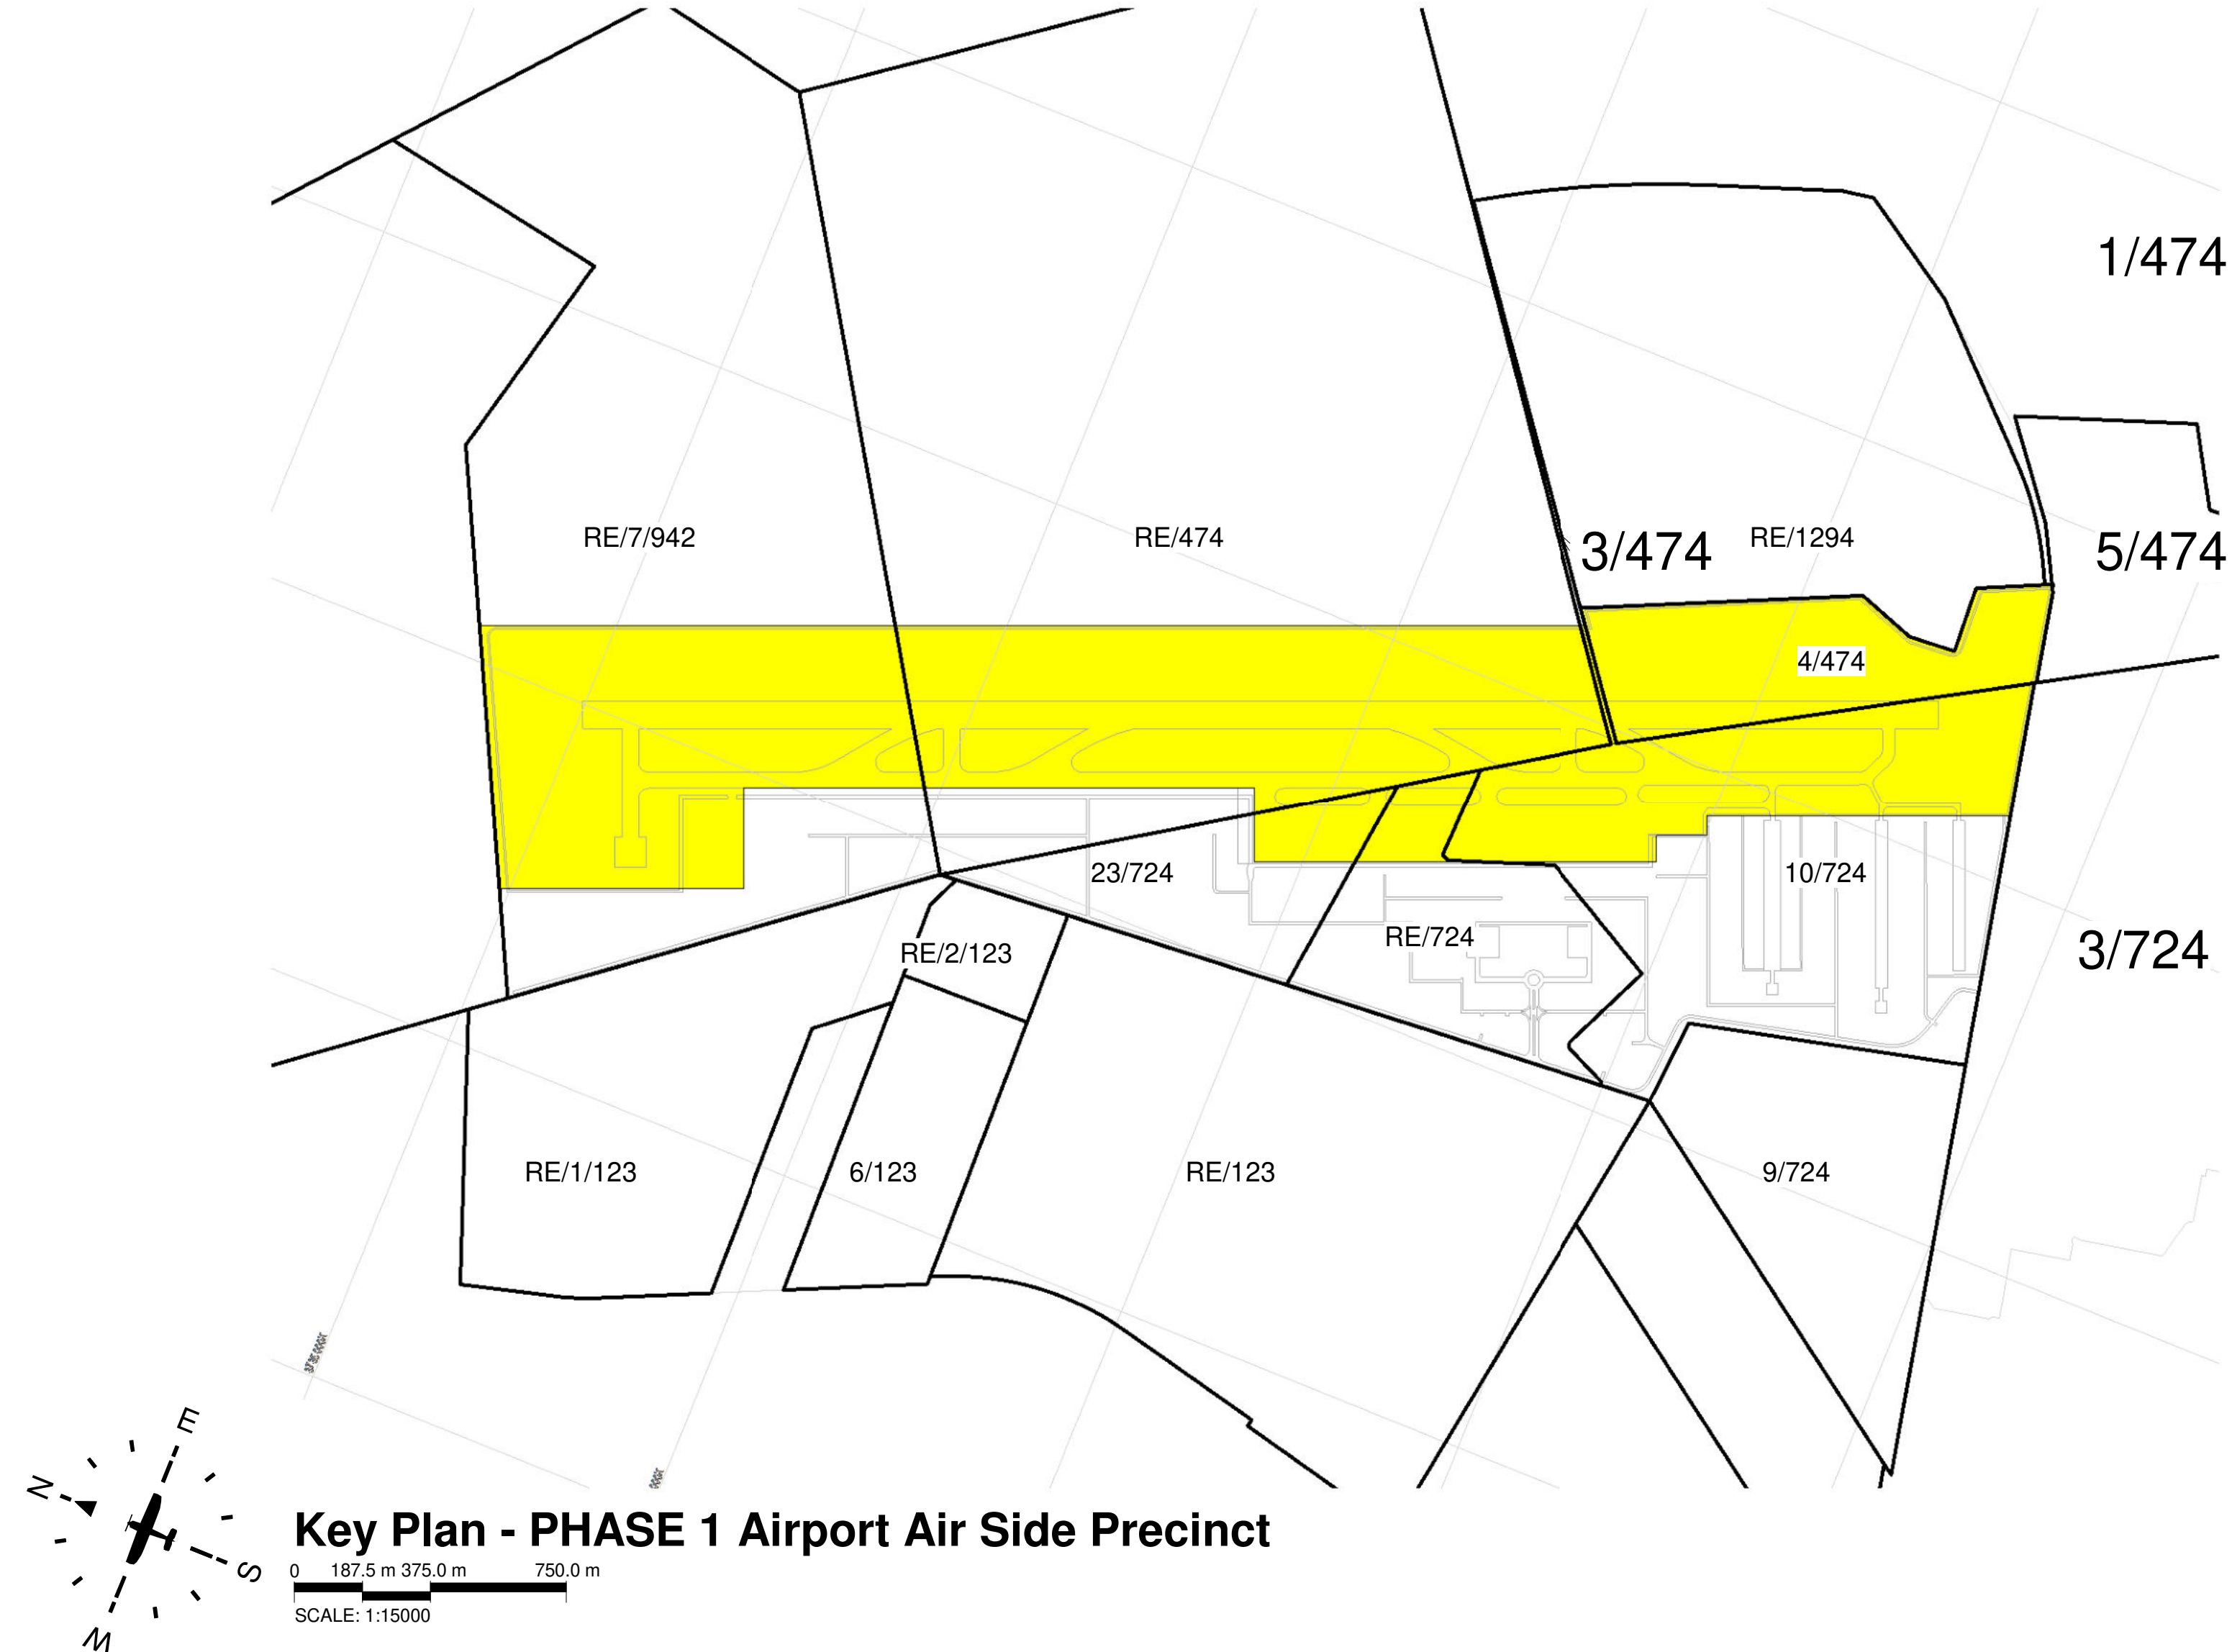 1/474
RE/7/942
RE/474
3/474
RE/1294
5/474
4/474
23/724
10/724
RE/724
3/724
RE/2/123
RE/1/123
6/123
RE/123
9/724
E
N
S
W
Key Plan - PHASE 1 Airport Air Side Precinct
0 187.5 m 375.0 m 750.0 m
SCALE: 1:15000